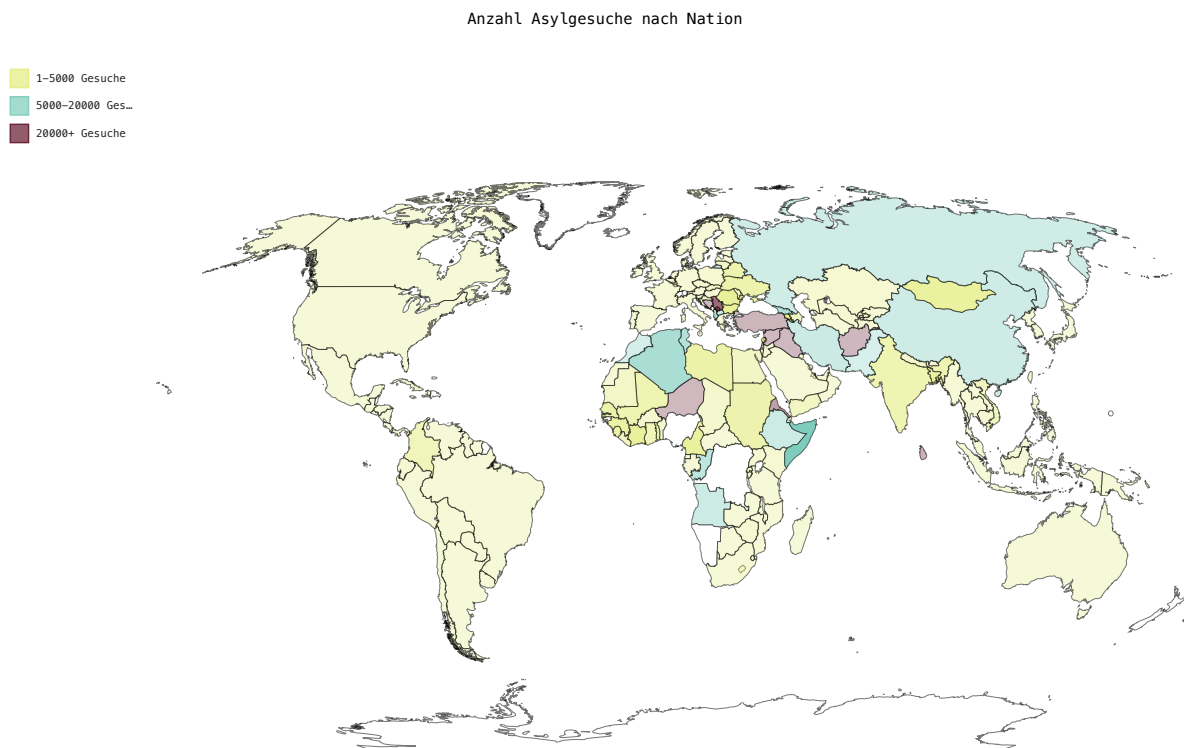 Anzahl Asylgesuche nach Nation
1–5000 Gesuche
5000–20000 Ges…
20000+ Gesuche